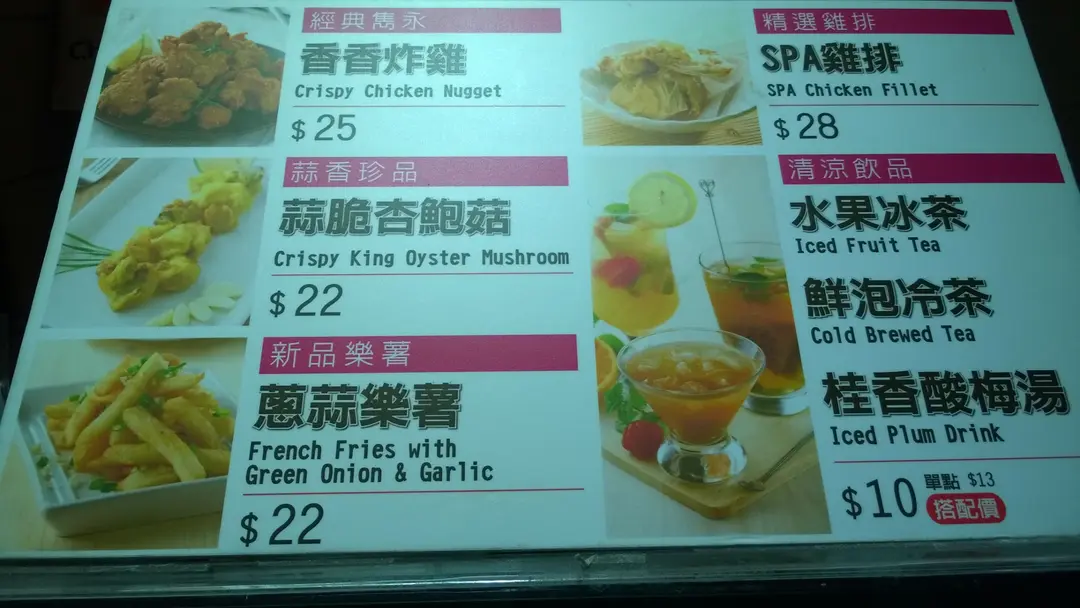 經典雋永
香香炸雞
Crispy Chicken Nugget
$25
蒜香珍品
蒜脆杏鮑菇
Crispy King Oyster Mushroom
$22
新品樂薯
蔥蒜樂薯
French Fries with
Green Onion & Garlic
$22
精選雞排
SPA雞排
SPA Chicken Fillet
$28
清涼飲品
水果冰茶
Iced Fruit Tea
鮮泡冷茶
Cold Brewed Tea
桂香酸梅湯
Iced Plum Drink
$10 單點 $13
搭配價